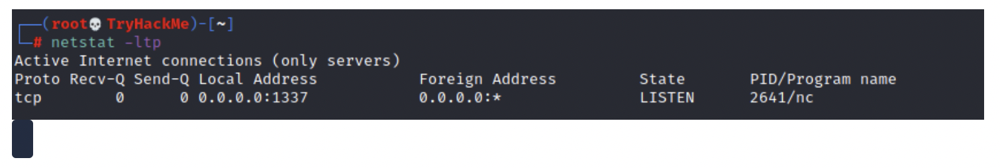 ┌──(root💀TryHackMe)-[~]
└─# netstat -ltp
Active Internet connections (only servers)
Proto Recv-Q Send-Q Local Address           Foreign Address         State       PID/Program name
tcp        0      0 0.0.0.0:1337            0.0.0.0:*               LISTEN      2641/nc